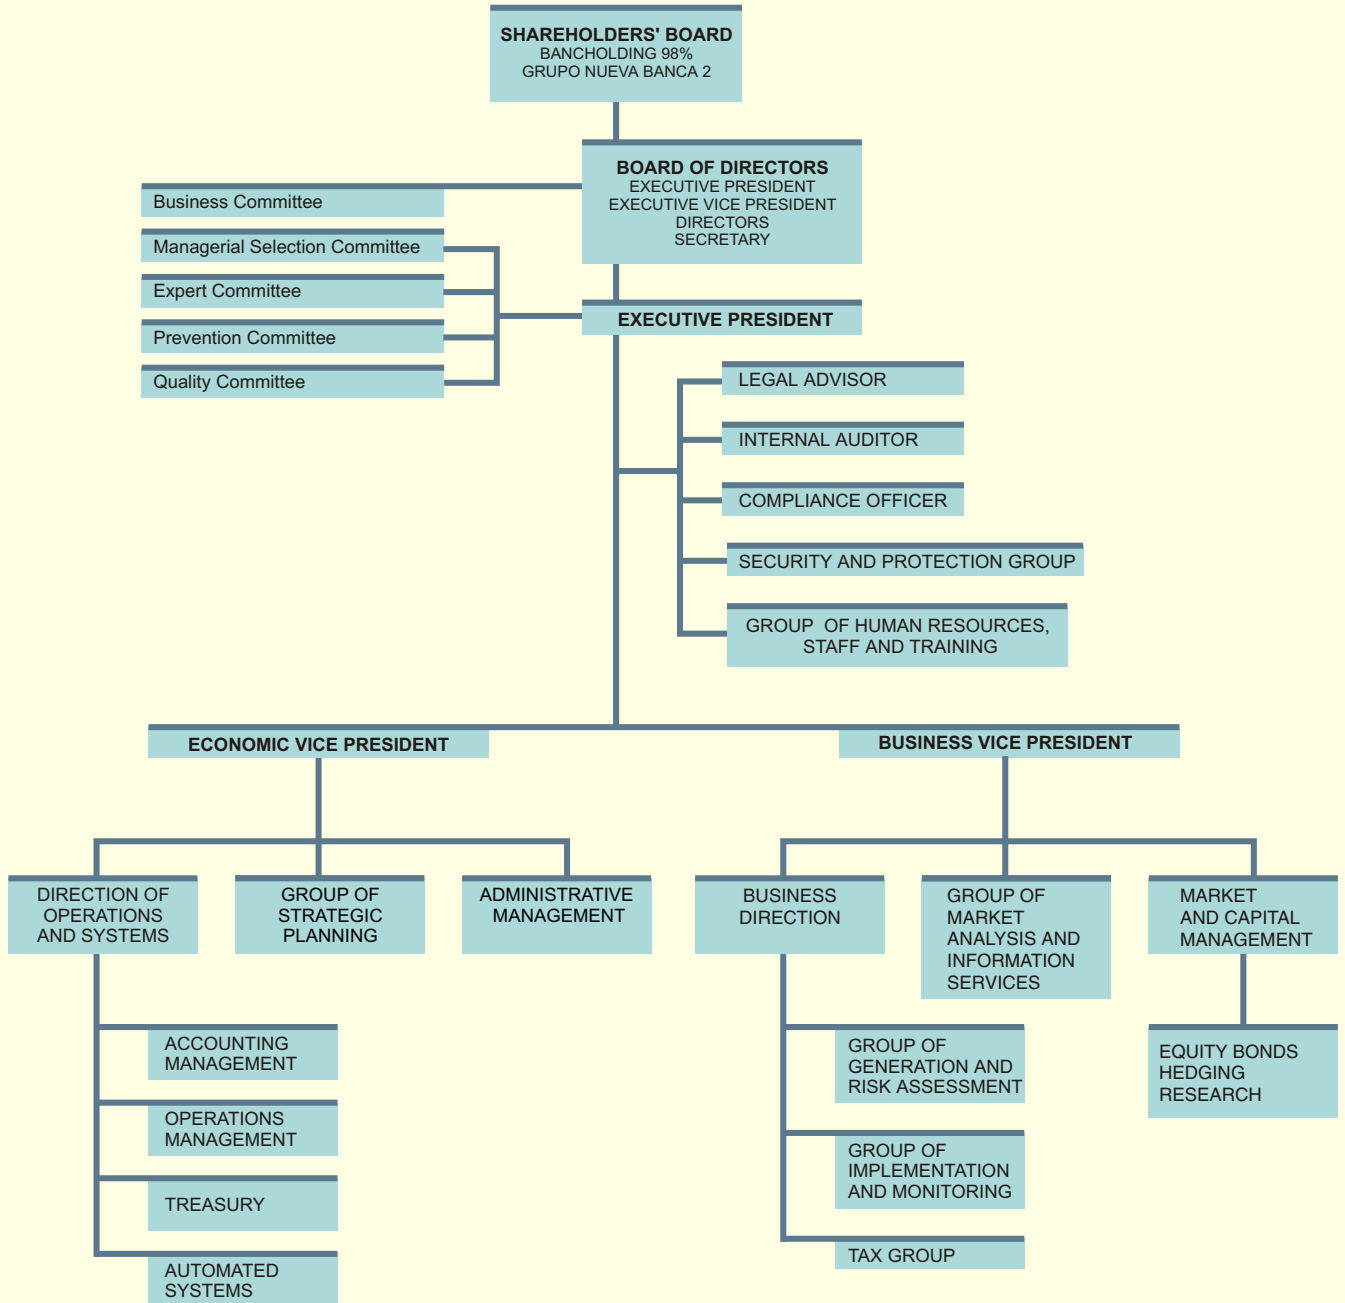 SHAREHOLDERS' BOARD
BANCHOLDING 98%
GRUPO NUEVA BANCA 2
BOARD OF DIRECTORS
EXECUTIVE PRESIDENT
EXECUTIVE VICE PRESIDENT
DIRECTORS
SECRETARY
Business Committee
Managerial Selection Committee
Expert Committee
Prevention Committee
Quality Committee
EXECUTIVE PRESIDENT
LEGAL ADVISOR
INTERNAL AUDITOR
COMPLIANCE OFFICER
SECURITY AND PROTECTION GROUP
GROUP OF HUMAN RESOURCES,
STAFF AND TRAINING
ECONOMIC VICE PRESIDENT
BUSINESS VICE PRESIDENT
DIRECTION OF
OPERATIONS
AND SYSTEMS
GROUP OF
STRATEGIC
PLANNING
ADMINISTRATIVE
MANAGEMENT
BUSINESS
DIRECTION
GROUP OF
MARKET
ANALYSIS AND
INFORMATION
SERVICES
MARKET
AND CAPITAL
MANAGEMENT
ACCOUNTING
MANAGEMENT
OPERATIONS
MANAGEMENT
TREASURY
AUTOMATED
SYSTEMS
GROUP OF
GENERATION AND
RISK ASSESSMENT
GROUP OF
IMPLEMENTATION
AND MONITORING
TAX GROUP
EQUITY BONDS
HEDGING
RESEARCH